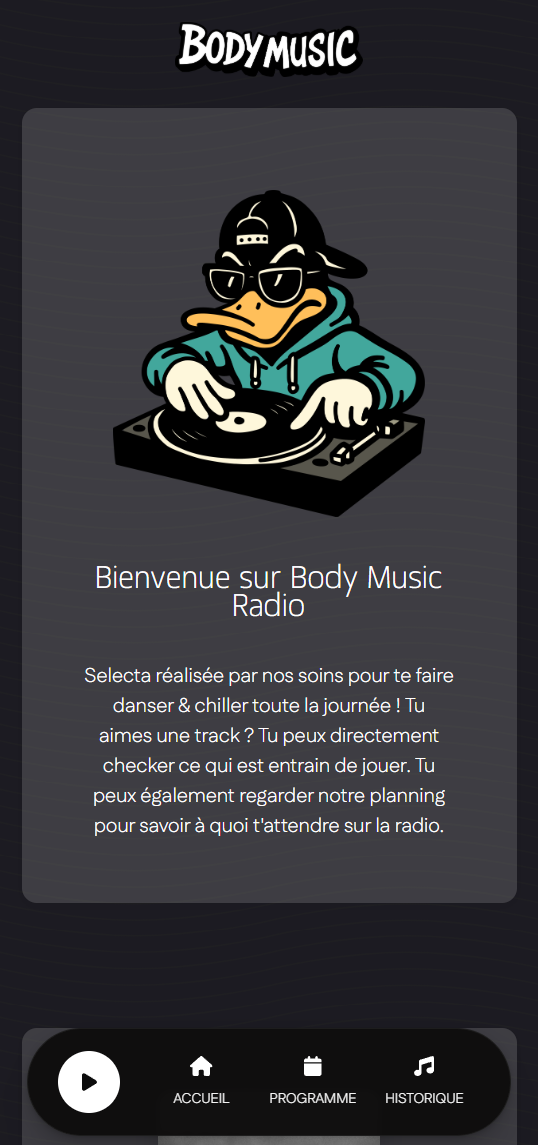 BODY MUSIC
Bienvenue sur Body Music
Radio
Selecta réalisée par nos soins pour te faire
danser & chiller toute la journée ! Tu
aimes une track ? Tu peux directement
checker ce qui est entrain de jouer. Tu
peux également regarder notre planning
pour savoir à quoi t'attendre sur la radio.
ACCUEIL PROGRAMME HISTORIQUE